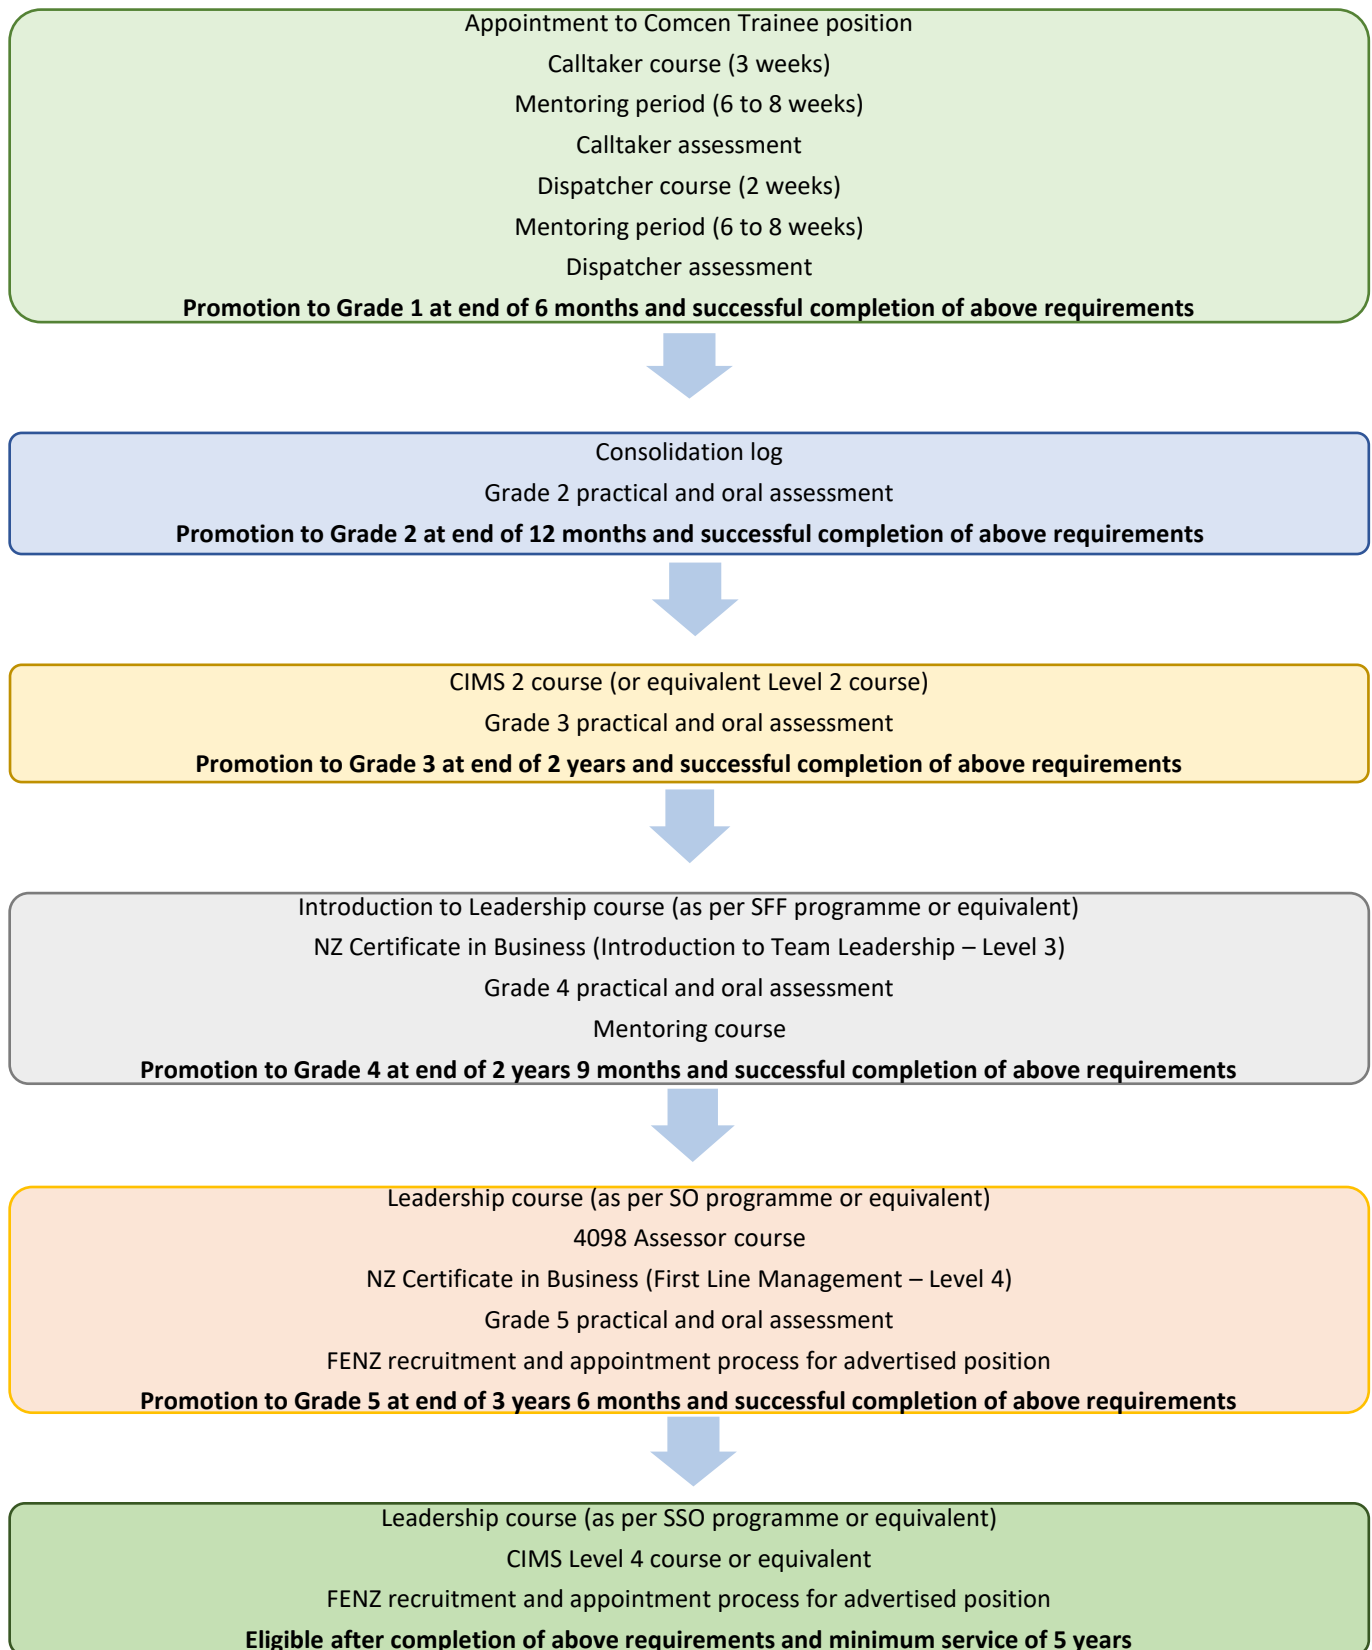 Appointment to Comcen Trainee position
Calltaker course (3 weeks)
Mentoring period (6 to 8 weeks)
Calltaker assessment
Dispatcher course (2 weeks)
Mentoring period (6 to 8 weeks)
Dispatcher assessment
Promotion to Grade 1 at end of 6 months and successful completion of above requirements
Consolidation log
Grade 2 practical and oral assessment
Promotion to Grade 2 at end of 12 months and successful completion of above requirements
CIMS 2 course (or equivalent Level 2 course)
Grade 3 practical and oral assessment
Promotion to Grade 3 at end of 2 years and successful completion of above requirements
Introduction to Leadership course (as per SFF programme or equivalent)
NZ Certificate in Business (Introduction to Team Leadership – Level 3)
Grade 4 practical and oral assessment
Mentoring course
Promotion to Grade 4 at end of 2 years 9 months and successful completion of above requirements
Leadership course (as per SO programme or equivalent)
4098 Assessor course
NZ Certificate in Business (First Line Management – Level 4)
Grade 5 practical and oral assessment
FENZ recruitment and appointment process for advertised position
Promotion to Grade 5 at end of 3 years 6 months and successful completion of above requirements
Leadership course (as per SSO programme or equivalent)
CIMS Level 4 course or equivalent
FENZ recruitment and appointment process for advertised position
Eligible after completion of above requirements and minimum service of 5 years